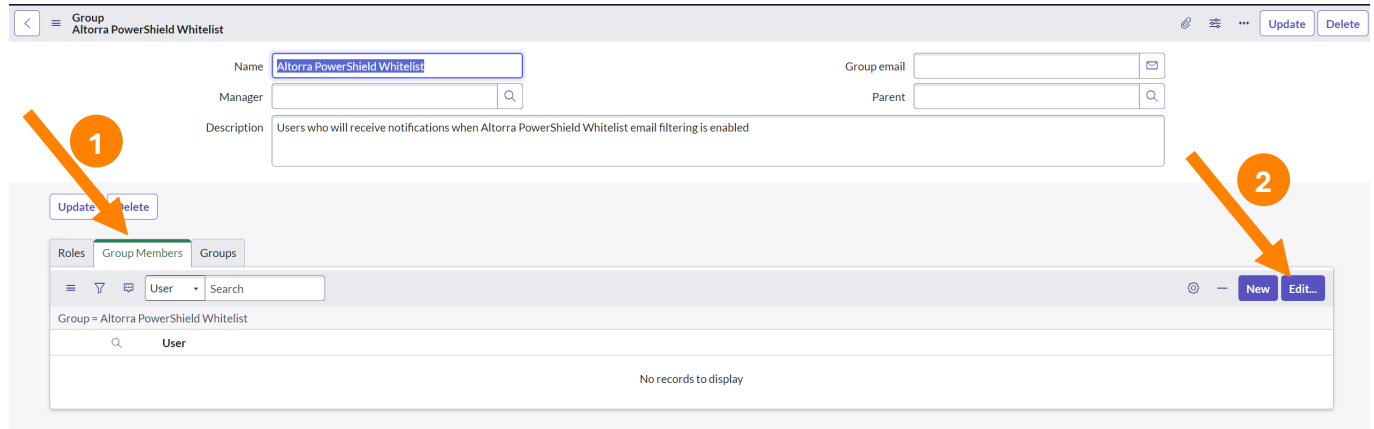 Group
Altorra PowerShield Whitelist
Update Delete
Name Altorra PowerShield Whitelist Group email
Manager Parent
Description Users who will receive notifications when Altorra PowerShield Whitelist email filtering is enabled
1
2
Update Delete
Roles Group Members Groups
User Search New Edit...
Group = Altorra PowerShield Whitelist
User
No records to display